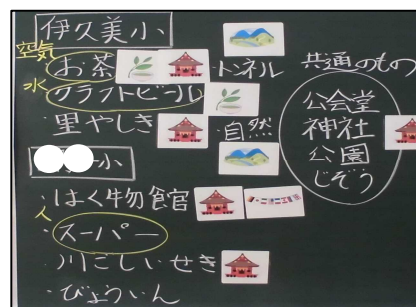 伊久美小
空気
・お茶
・トンネル
水
・クラフトビール
・里やしき
・自然
小
・はく物館
人
・スーパー
・川ごしいせき
・びょういん
共通のもの
公会堂
神社
公園
じぞう